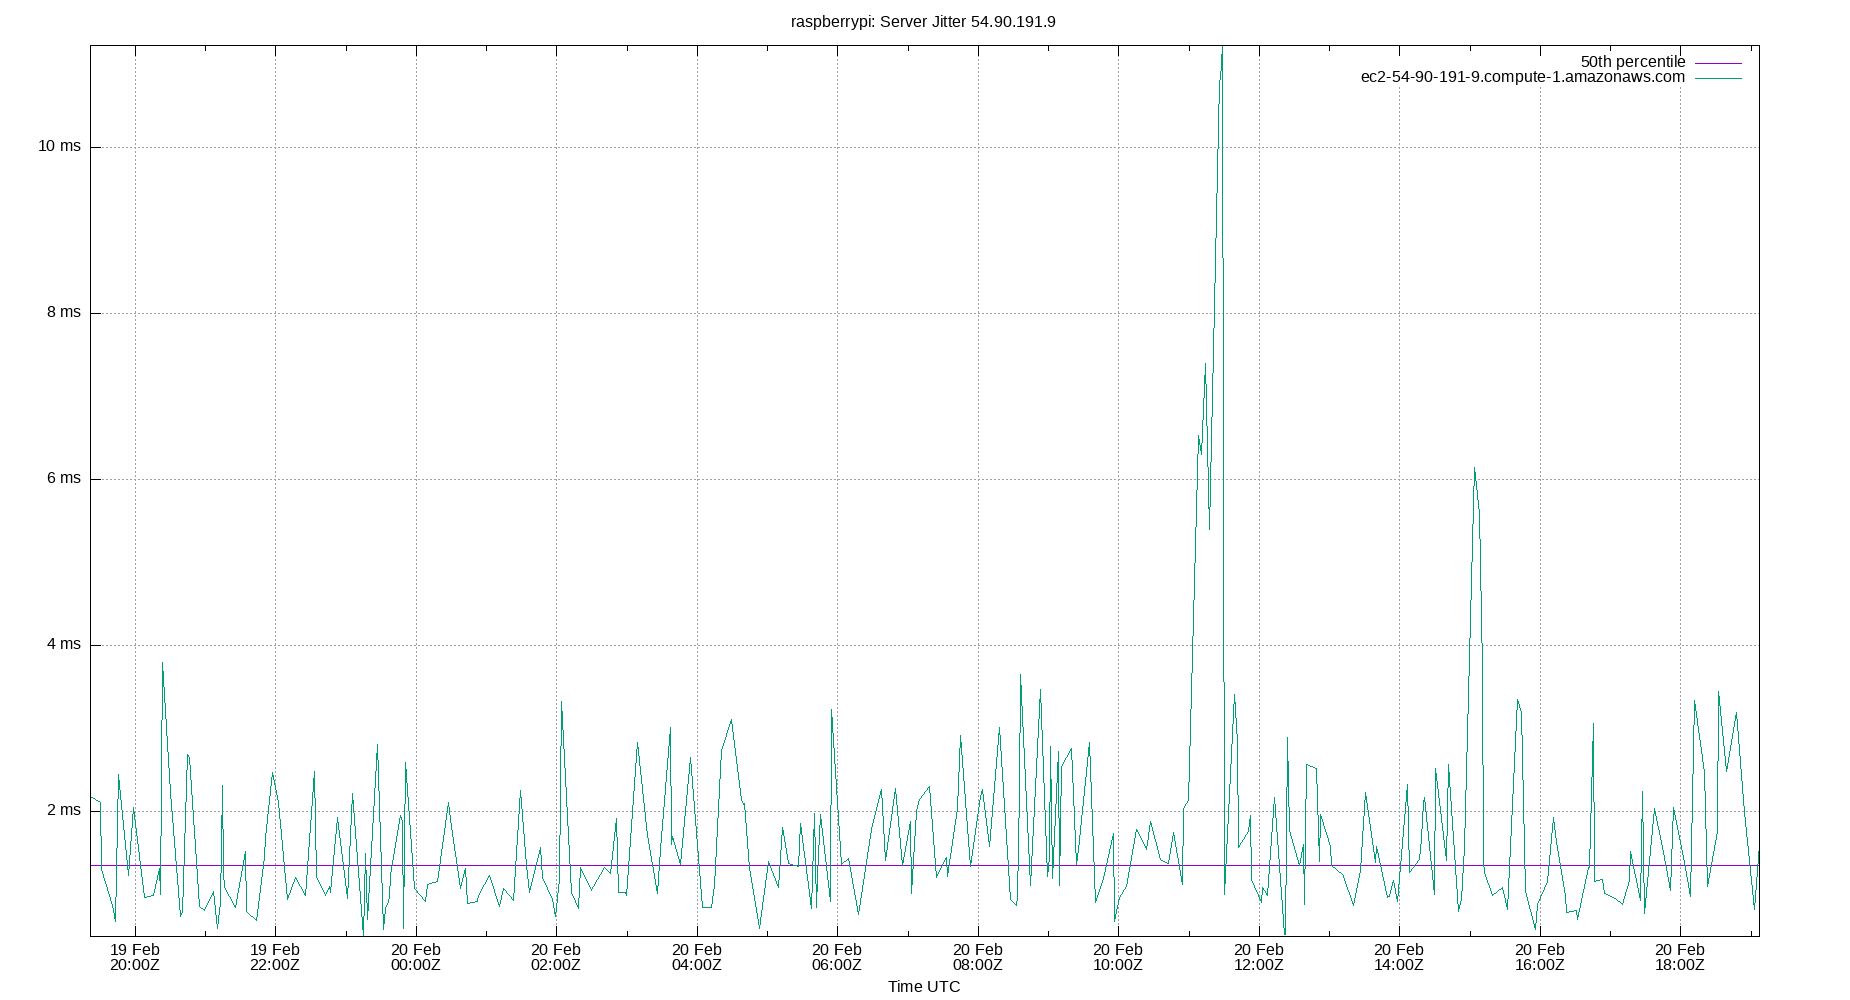 raspberrypi: Server Jitter 54.90.191.9
50th percentile
ec2-54-90-191-9.compute-1.amazonaws.com
10 ms
8 ms
6 ms
4 ms
2 ms
19 Feb 19 Feb 20 Feb 20 Feb 20 Feb 20 Feb 20 Feb 20 Feb 20 Feb 20 Feb 20 Feb 20 Feb
20:00Z 22:00Z 00:00Z 02:00Z 04:00Z 06:00Z 08:00Z 10:00Z 12:00Z 14:00Z 16:00Z 18:00Z
Time UTC